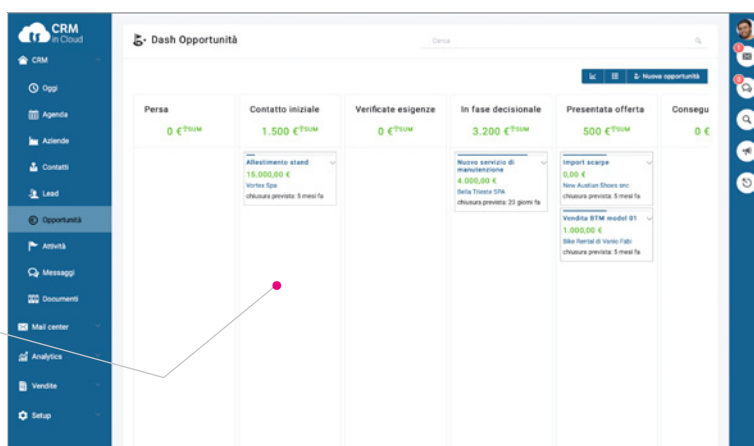 CRM
in Cloud
CRM
Oggi
Agenda
Aziende
Contatti
Lead
Opportunità
Attività
Messaggi
Documenti
Mail center
Analytics
Vendite
Setup
Dash Opportunità
Cerca
Nuova opportunità
Persa
0 €
Contatto iniziale
1.500 €
Verificate esigenze
0 €
In fase decisionale
3.200 €
Presentata offerta
500 €
Consegu
0 €
Allestimento stand
15.000,00 €
Vortex Spa
chiusura prevista: 5 mesi fa
Nuovo servizio di
manutenzione
4.000,00 €
Bella Trieste SPA
chiusura prevista: 23 giorni fa
Import scarpe
0,00 €
New Austian Shoes snc
chiusura prevista: 5 mesi fa
Vendita BTM model 01
1.000,00 €
Bike Rental di Vanio Fabi
chiusura prevista: 5 mesi fa